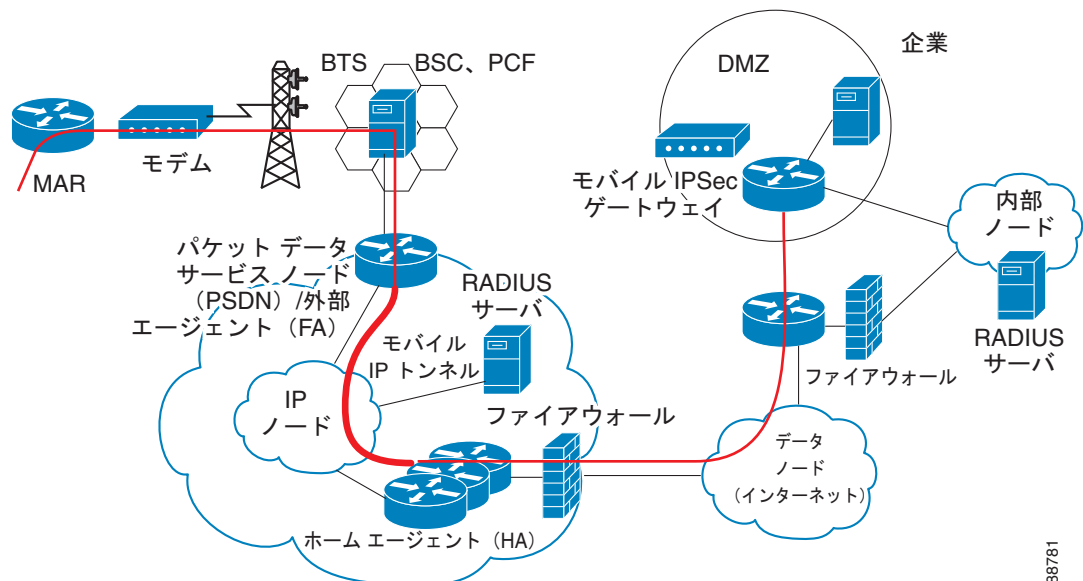 BTS
BSC、PCF
MAR
モデム
企業
DMZ
モバイル IPSec
ゲートウェイ
内部
ノード
RADIUS
サーバ
パケット データ
サービス ノード
（PSDN）/外部
エージェント（FA）
RADIUS
サーバ
モバイル
IP トンネル
IP
ノード
ファイアウォール
ファイアウォール
データ
ノード
（インターネット）
ホーム エージェント（HA）
88781